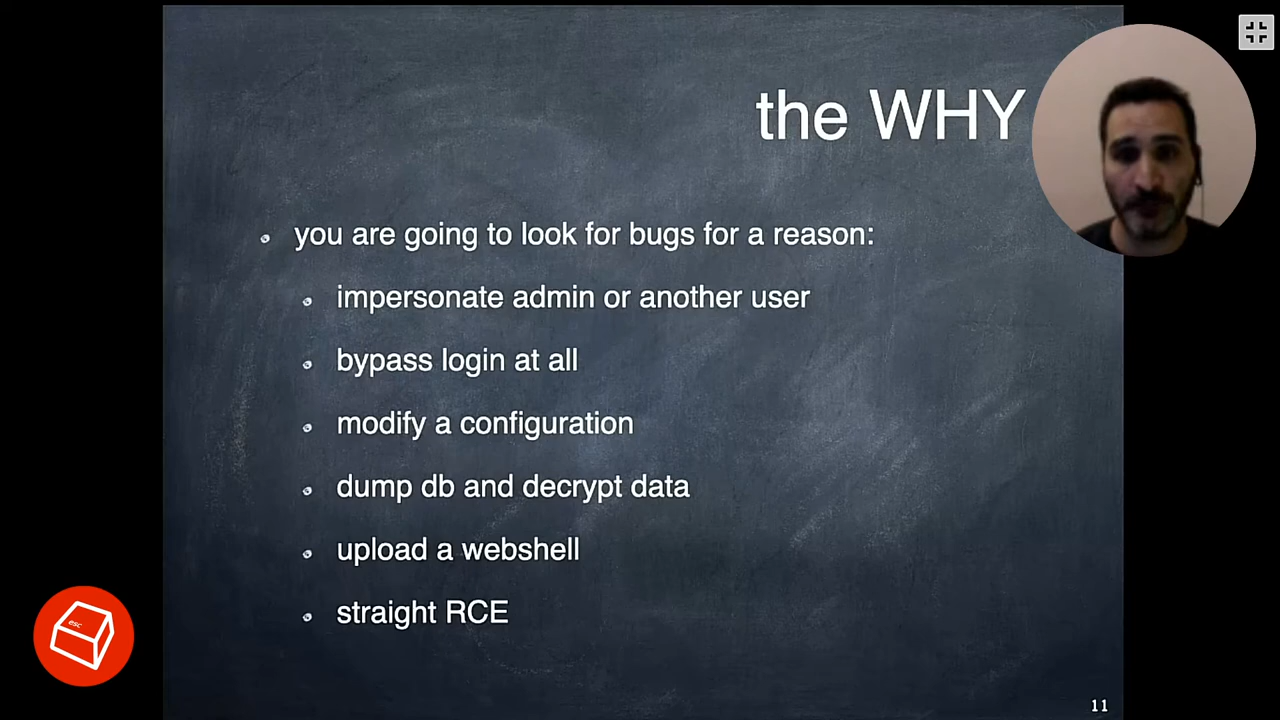 the WHY
you are going to look for bugs for a reason:
impersonate admin or another user
bypass login at all
modify a configuration
dump db and decrypt data
upload a webshell
straight RCE
esc
11